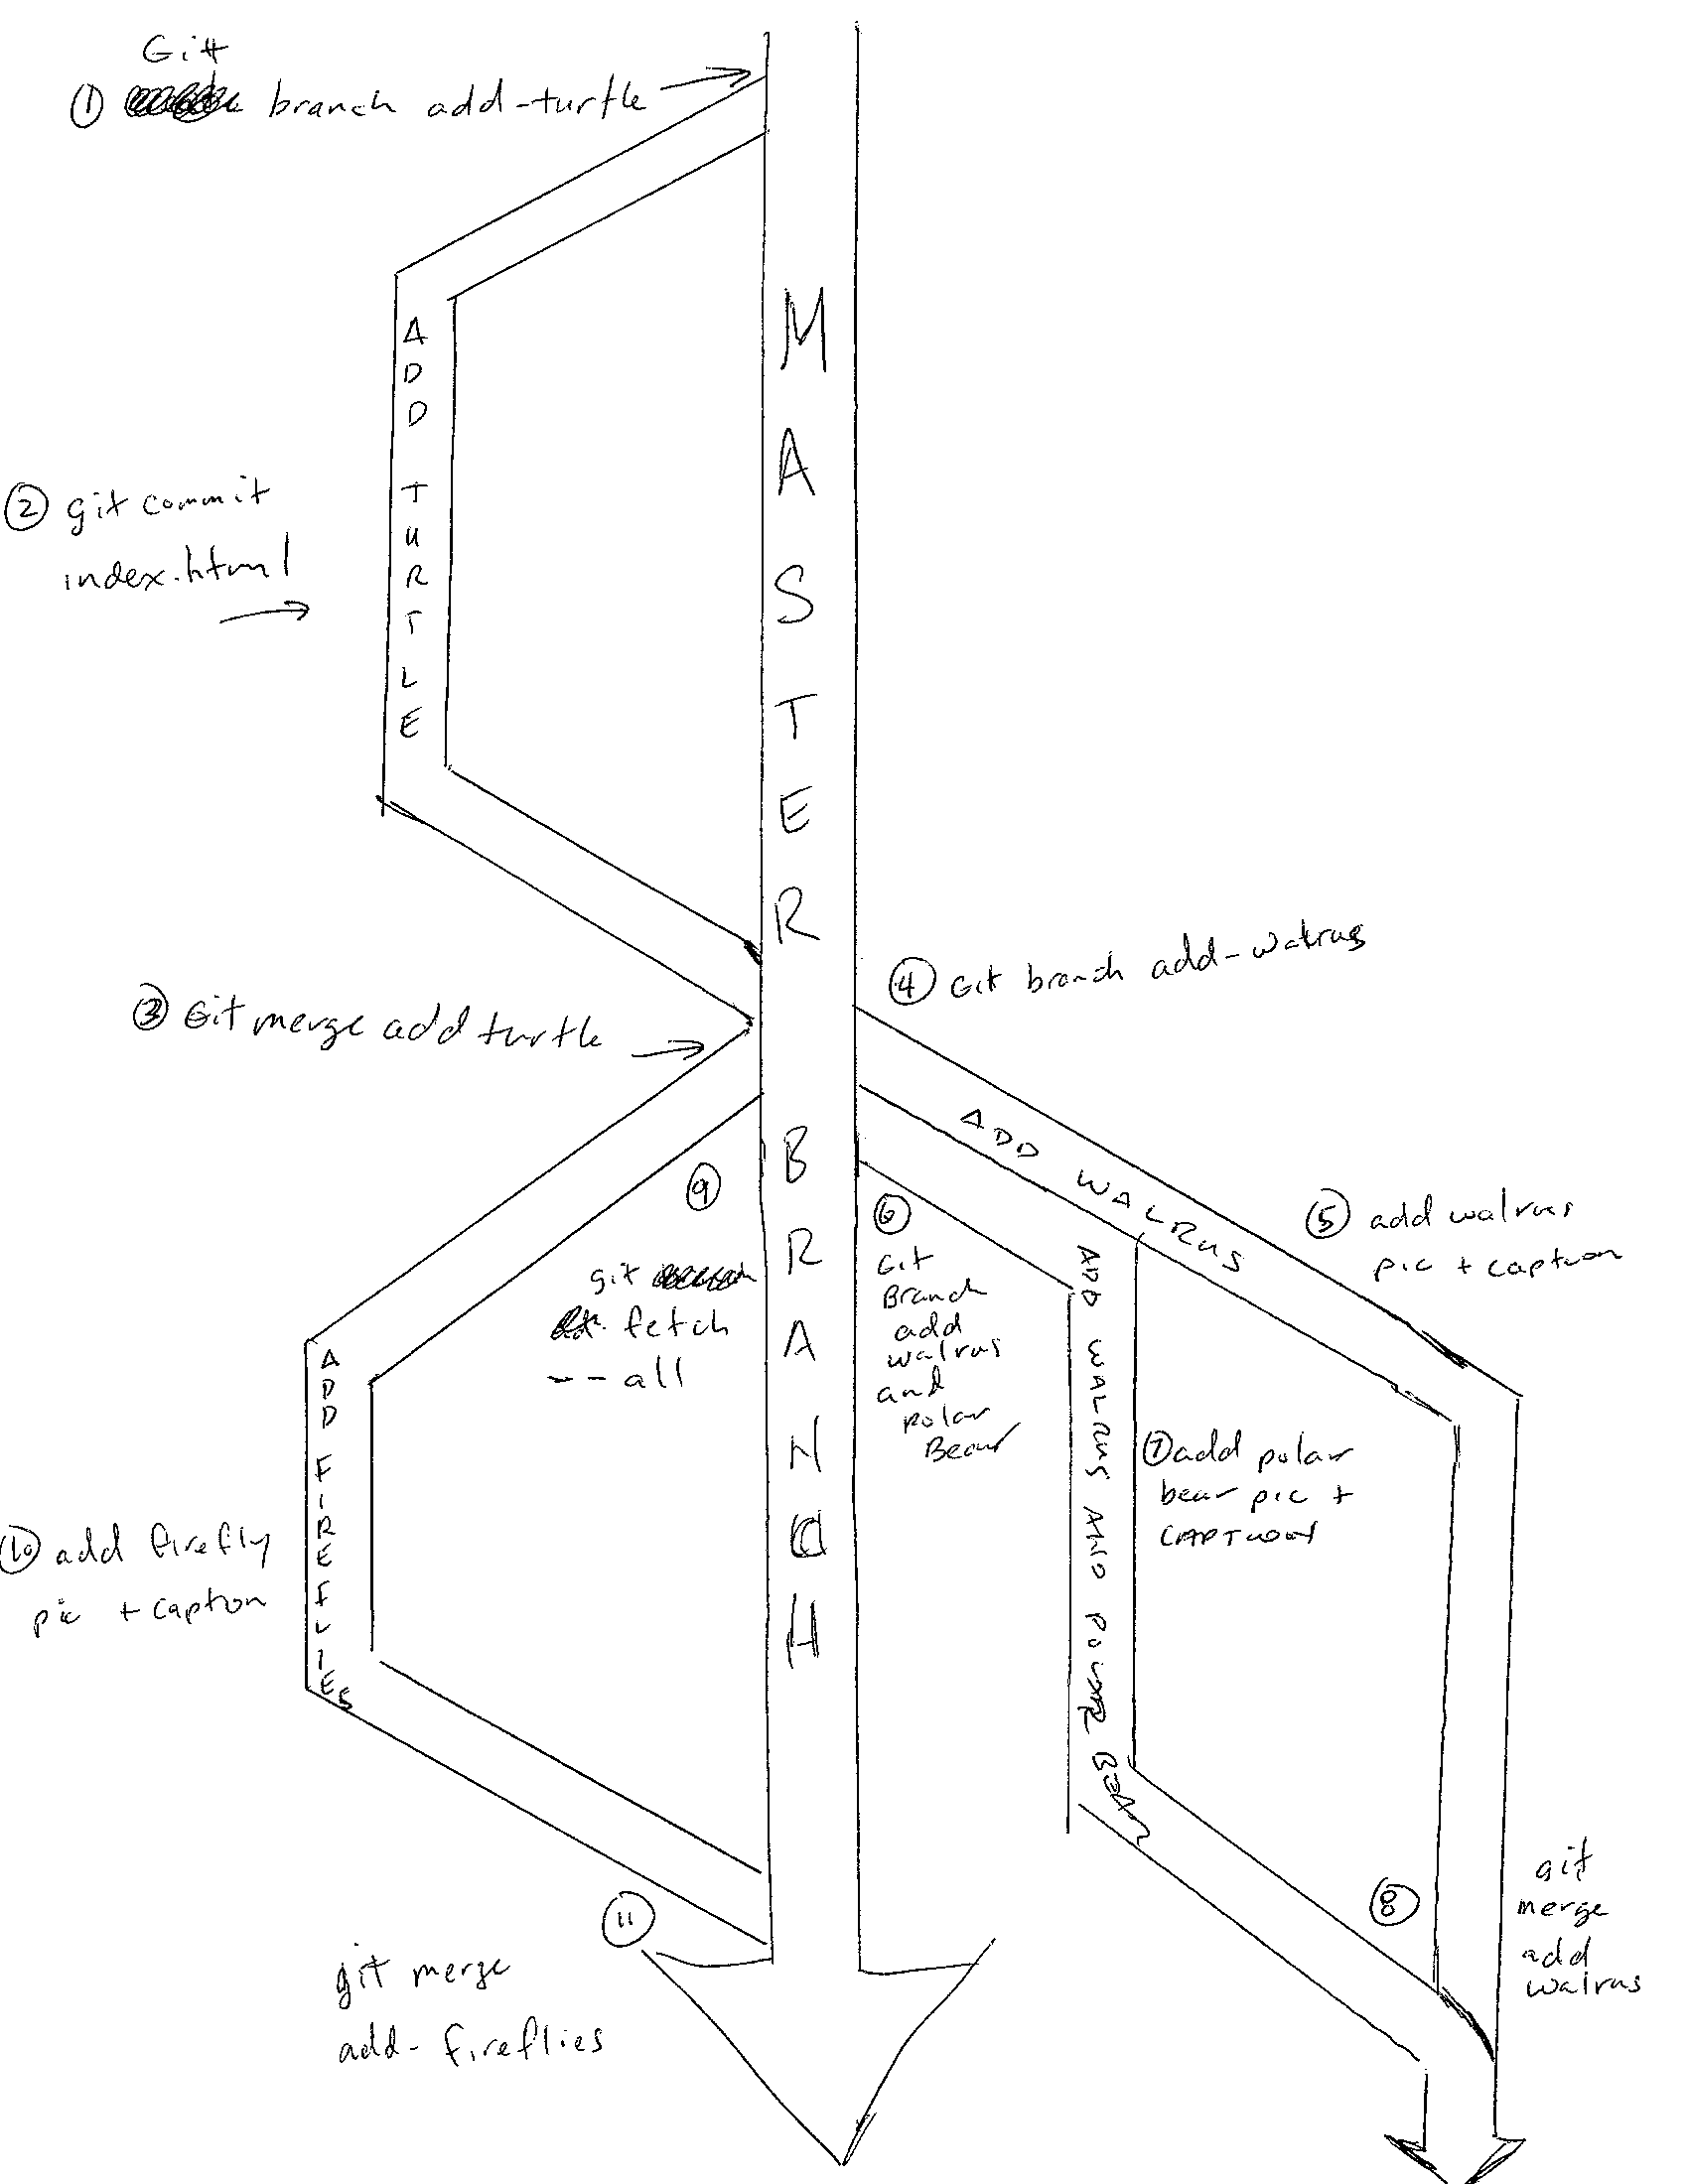 Git
① branch add-turtle
ADD TURTLE
② git commit
index.html
MASTER BRANCH
③ Git merge add turtle
④ Git branch add-walrus
ADD WALRUS
⑤ add walrus
pic + caption
⑥
Git
Branch
add
walrus
and
polar
Bear
ADD WALRUS AND POLAR BEAR
⑦ add polar
bear pic +
CAPTION
⑧
git
merge
add
walrus
⑨
git
fetch
--all
ADD FIREFLIES
⑩ add firefly
pic + caption
⑪
git merge
add-fireflies